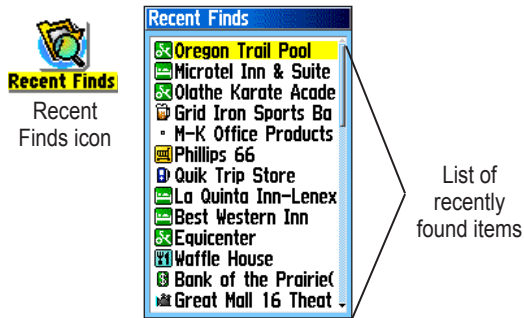 Recent Finds
Recent Finds
Recent
Finds icon
Oregon Trail Pool
Microtel Inn & Suite
Olathe Karate Acade
Grid Iron Sports Ba
M-K Office Products
Phillips 66
Quik Trip Store
La Quinta Inn-Lenex
Best Western Inn
Equicenter
Waffle House
Bank of the Prairie(
Great Mall 16 Theat
List of
recently
found items